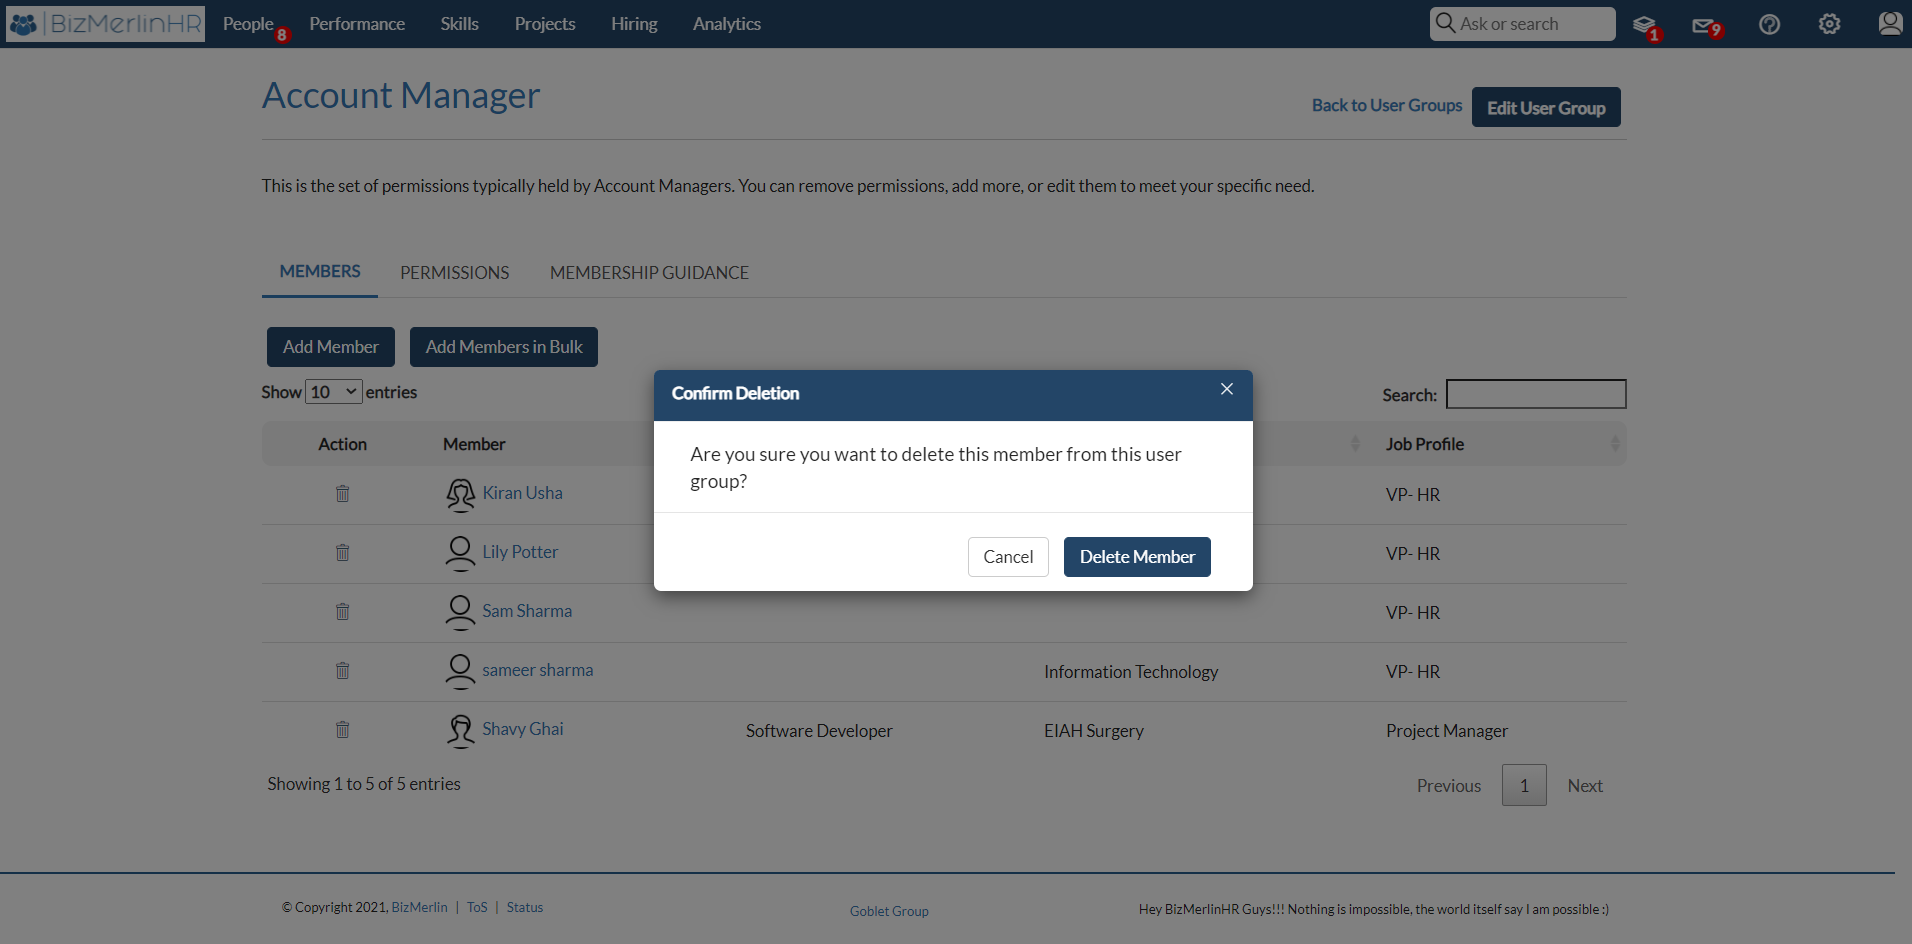 BizMerlinHR People 8 Performance Skills Projects Hiring Analytics Ask or search 1 9
Account Manager
Back to User Groups Edit User Group
This is the set of permissions typically held by Account Managers. You can remove permissions, add more, or edit them to meet your specific need.
MEMBERS PERMISSIONS MEMBERSHIP GUIDANCE
Add Member Add Members in Bulk
Show 10 entries Search:
Confirm Deletion
Are you sure you want to delete this member from this user
group?
Cancel Delete Member
Action Member Job Profile
Kiran Usha VP- HR
Lily Potter VP- HR
Sam Sharma VP- HR
sameer sharma Information Technology VP- HR
Shavy Ghai Software Developer EIAH Surgery Project Manager
Showing 1 to 5 of 5 entries Previous 1 Next
© Copyright 2021, BizMerlin | ToS | Status Goblet Group Hey BizMerlinHR Guys!!! Nothing is impossible, the world itself say I am possible :)